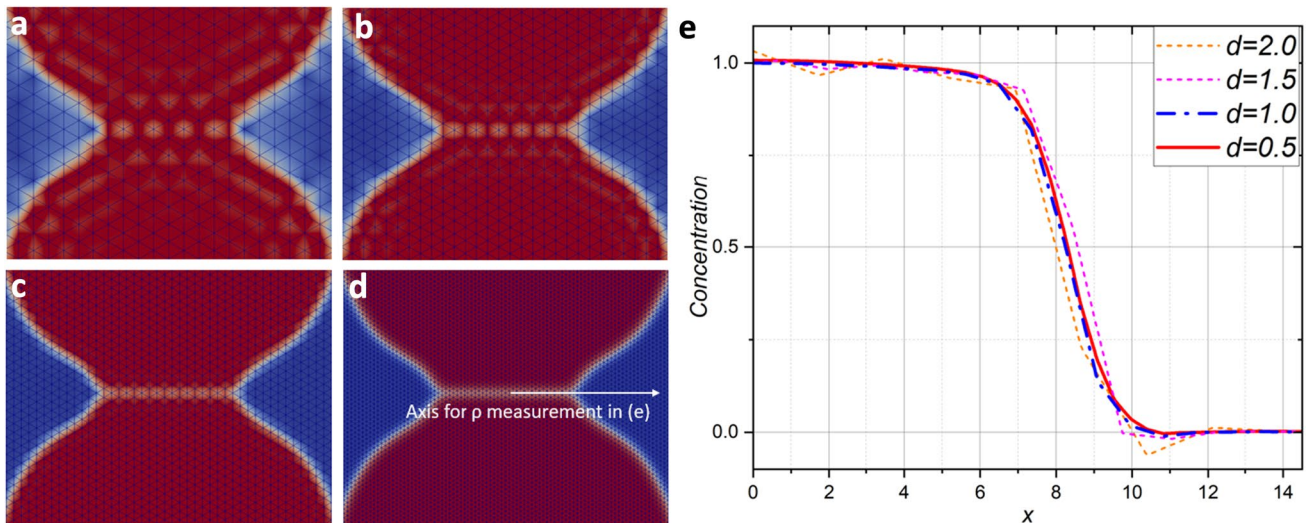 a
b
c
d
Axis for ρ measurement in (e)
e
d=2.0
d=1.5
d=1.0
d=0.5
1.0
0.5
0.0
Concentration
0 2 4 6 8 10 12 14
x